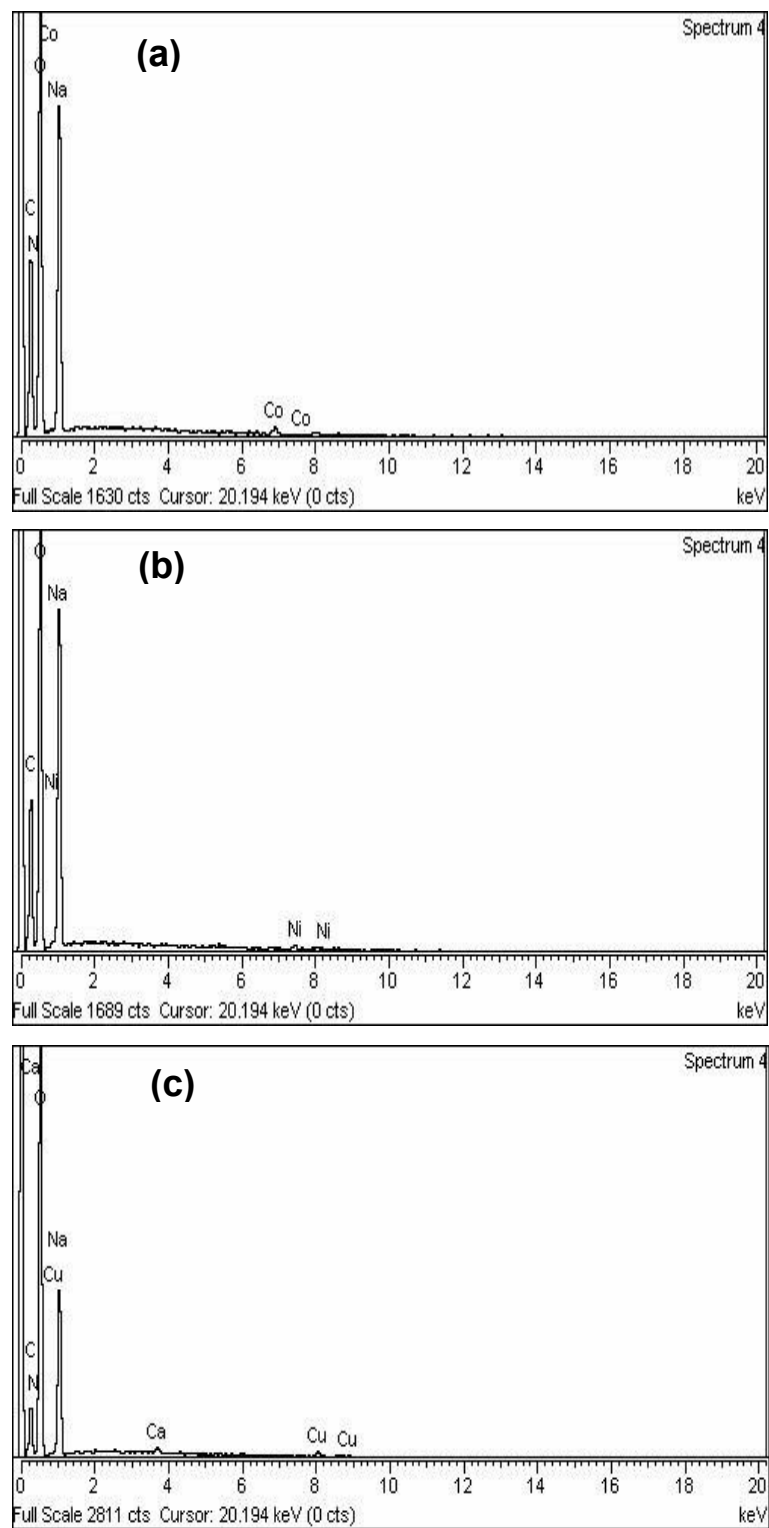 Co
Spectrum 4
(a)
O
Na
C
N
Co
Co
0 2 4 6 8 10 12 14 16 18 20
Full Scale 1630 cts Cursor: 20.194 keV (0 cts)
keV
O
Spectrum 4
(b)
Na
C
Ni
Ni
Ni
0 2 4 6 8 10 12 14 16 18 20
Full Scale 1689 cts Cursor: 20.194 keV (0 cts)
keV
Ca
Spectrum 4
(c)
O
Na
Cu
C
N
Ca
Cu
Cu
0 2 4 6 8 10 12 14 16 18 20
Full Scale 2811 cts Cursor: 20.194 keV (0 cts)
keV